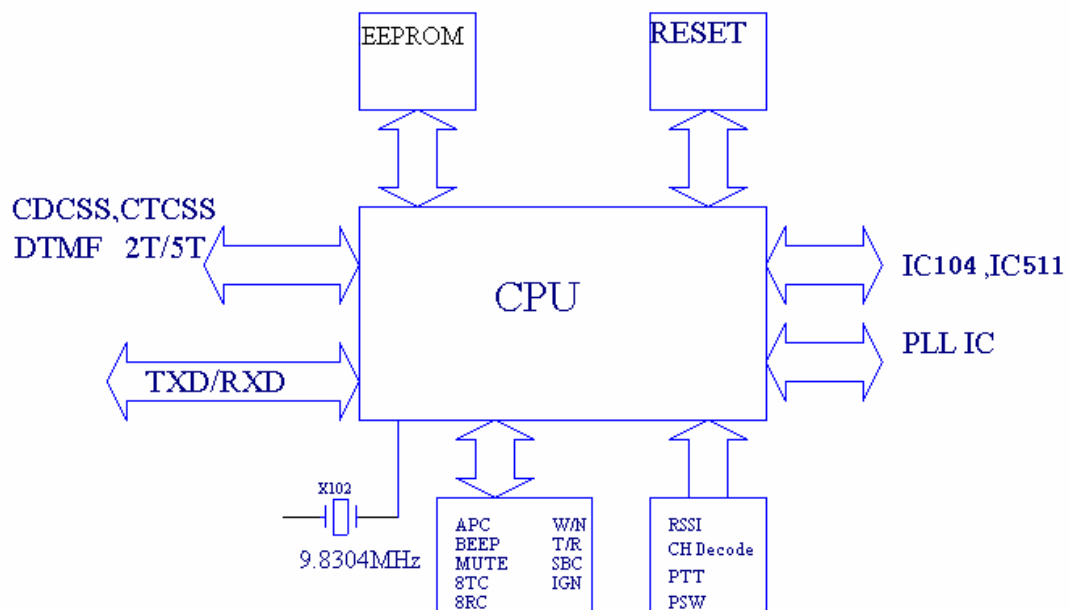 EEPROM
RESET
CDCSS,CTCSS
DTMF 2T/5T
CPU
IC104 ,IC511
PLL IC
TXD/RXD
X102
9.8304MHz
APC W/N
BEEP T/R
MUTE SBC
8TC IGN
8RC
RSSI
CH Decode
PTT
PSW